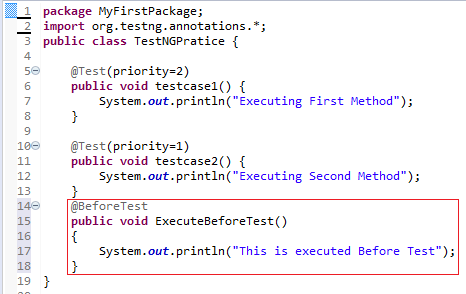 1 package MyFirstPackage;
2 import org.testng.annotations.*;
3 public class TestNGPratice {
4
5 @Test(priority=2)
6 public void testcase1() {
7 System.out.println("Executing First Method");
8 }
9
10 @Test(priority=1)
11 public void testcase2() {
12 System.out.println("Executing Second Method");
13 }
14 @BeforeTest
15 public void ExecuteBeforeTest()
16 {
17 System.out.println("This is executed Before Test");
18 }
19 }